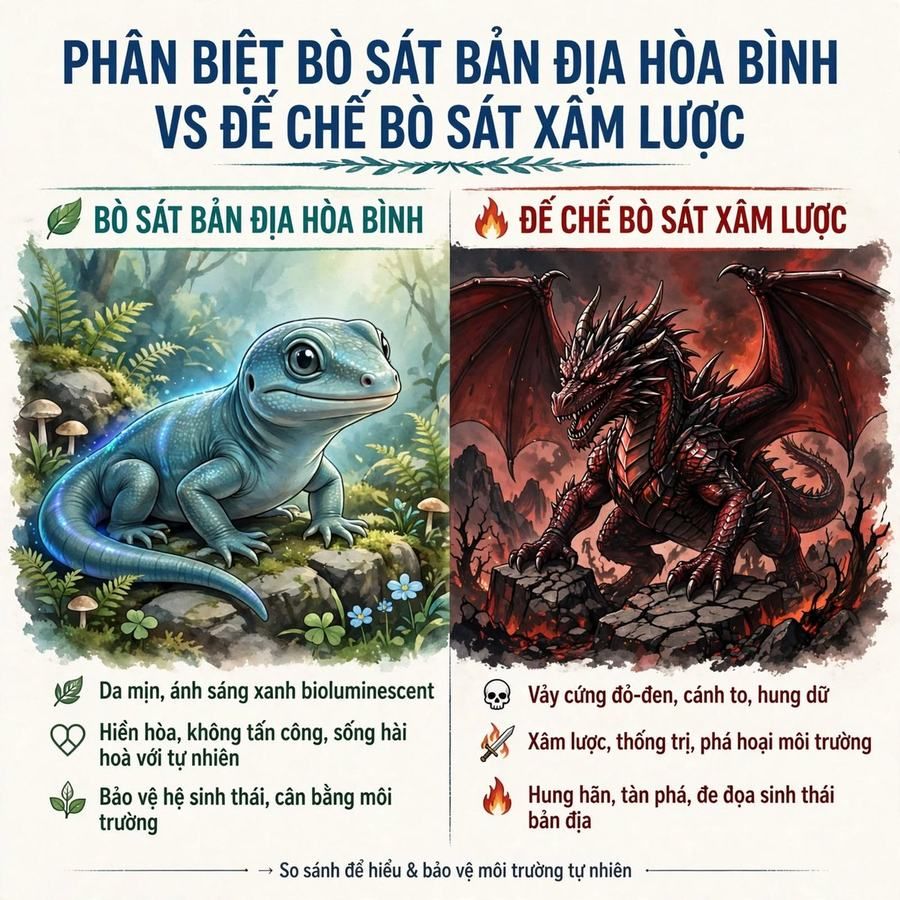 PHÂN BIỆT BÒ SÁT BẢN ĐỊA HÒA BÌNH
VS ĐẾ CHẾ BÒ SÁT XÂM LƯỢC
BÒ SÁT BẢN ĐỊA HÒA BÌNH
Da mịn, ánh sáng xanh bioluminescent
Hiền hòa, không tấn công, sống hài
hoà với tự nhiên
Bảo vệ hệ sinh thái, cân bằng môi
trường
ĐẾ CHẾ BÒ SÁT XÂM LƯỢC
Vảy cứng đỏ-đen, cánh to, hung dữ
Xâm lược, thống trị, phá hoại môi trường
Hung hãn, tàn phá, đe dọa sinh thái
bản địa
→ So sánh để hiểu & bảo vệ môi trường tự nhiên